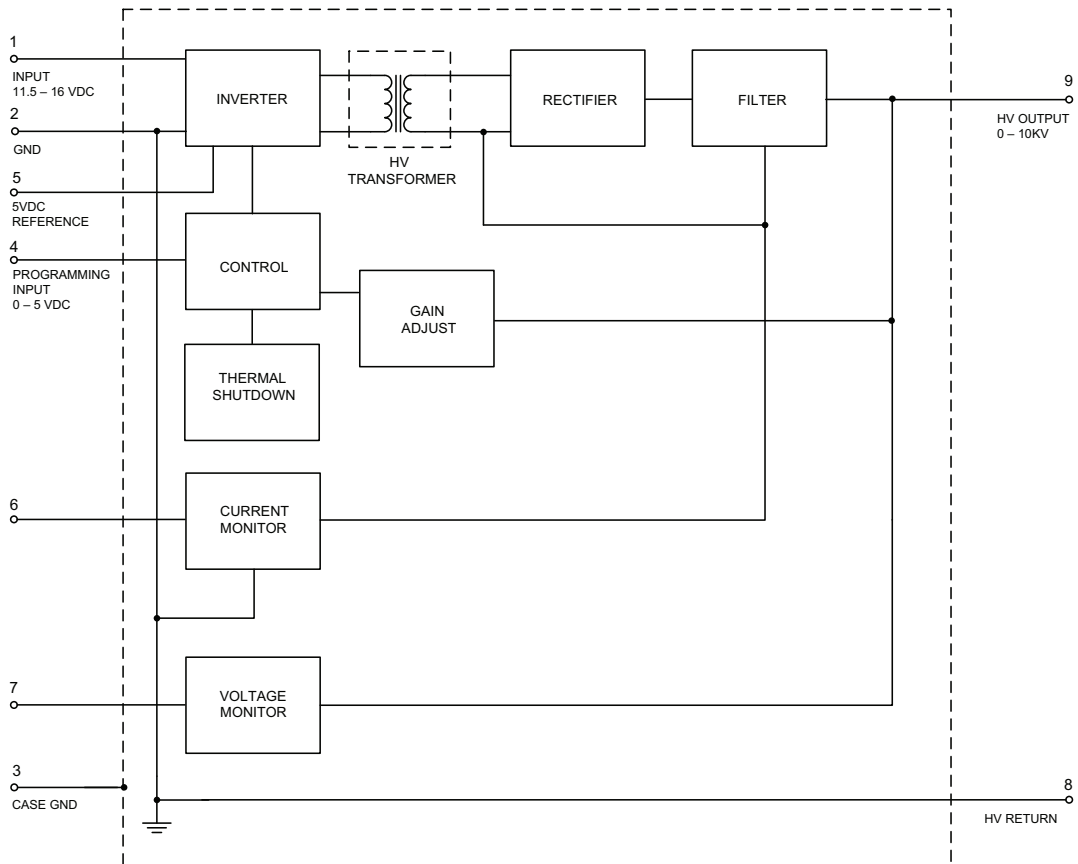 1
INPUT
11.5 – 16 VDC
2
GND
5
5VDC
REFERENCE
4
PROGRAMMING
INPUT
0 – 5 VDC
6
7
3
CASE GND
INVERTER
HV
TRANSFORMER
RECTIFIER
FILTER
CONTROL
GAIN
ADJUST
THERMAL
SHUTDOWN
CURRENT
MONITOR
VOLTAGE
MONITOR
9
HV OUTPUT
0 – 10KV
8
HV RETURN